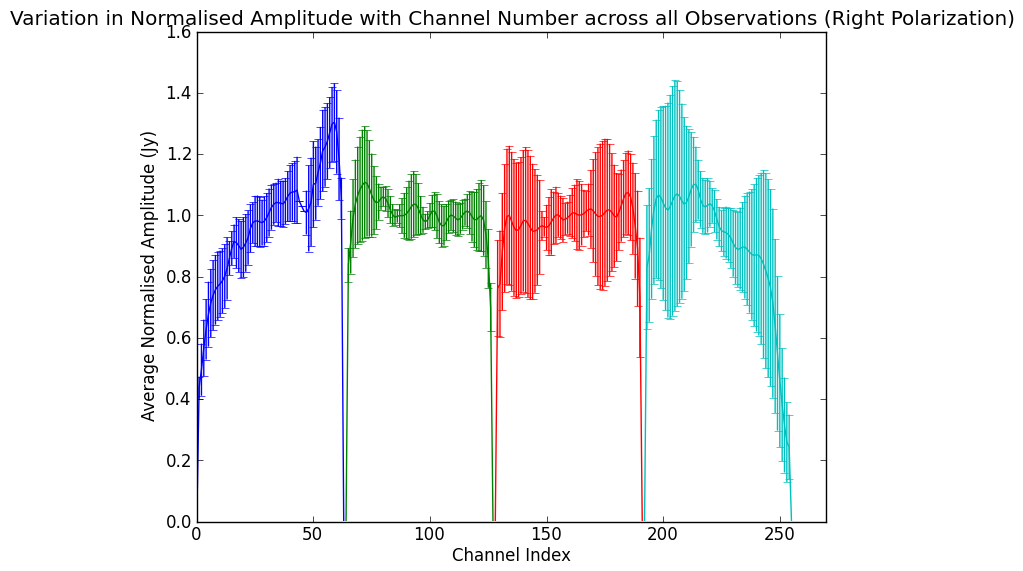 Variation in Normalised Amplitude with Channel Number across all Observations (Right Polarization)
1.6
1.4
1.2
1.0
0.8
0.6
0.4
0.2
0.0
Average Normalised Amplitude (Jy)
0 50 100 150 200 250
Channel Index